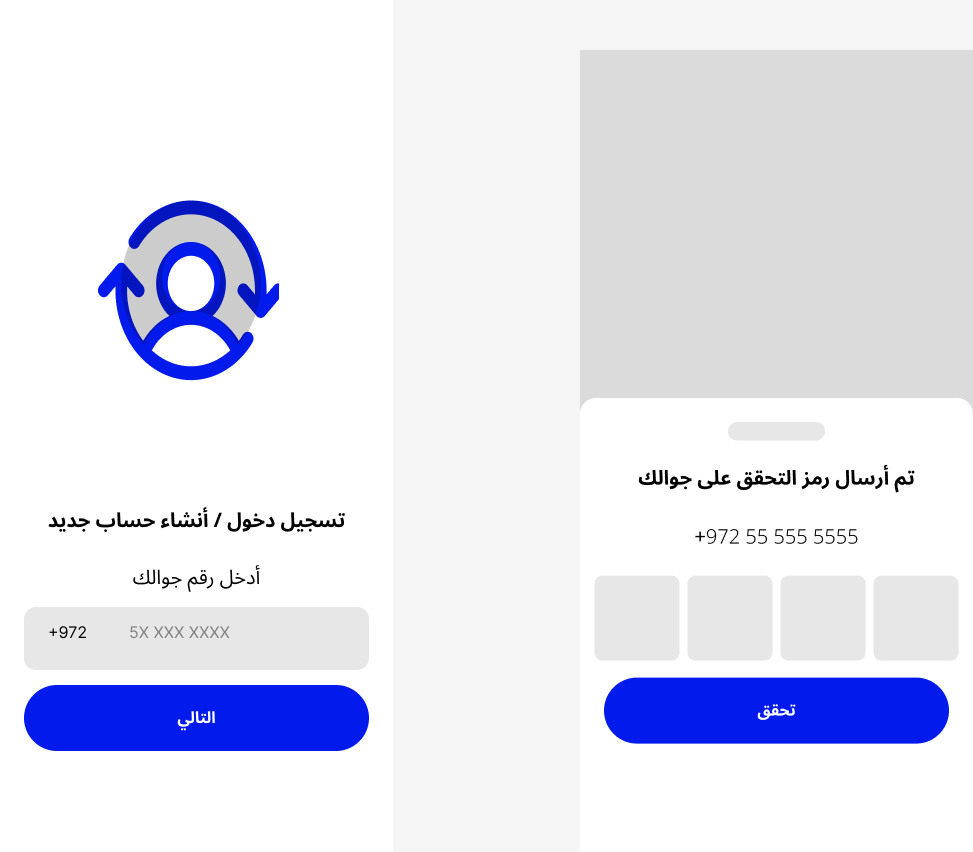 تسجيل دخول / أنشاء حساب جديد
أدخل رقم جوالك
+972 5X XXX XXXX
التالي
تم أرسال رمز التحقق على جوالك
+972 55 555 5555
تحقق